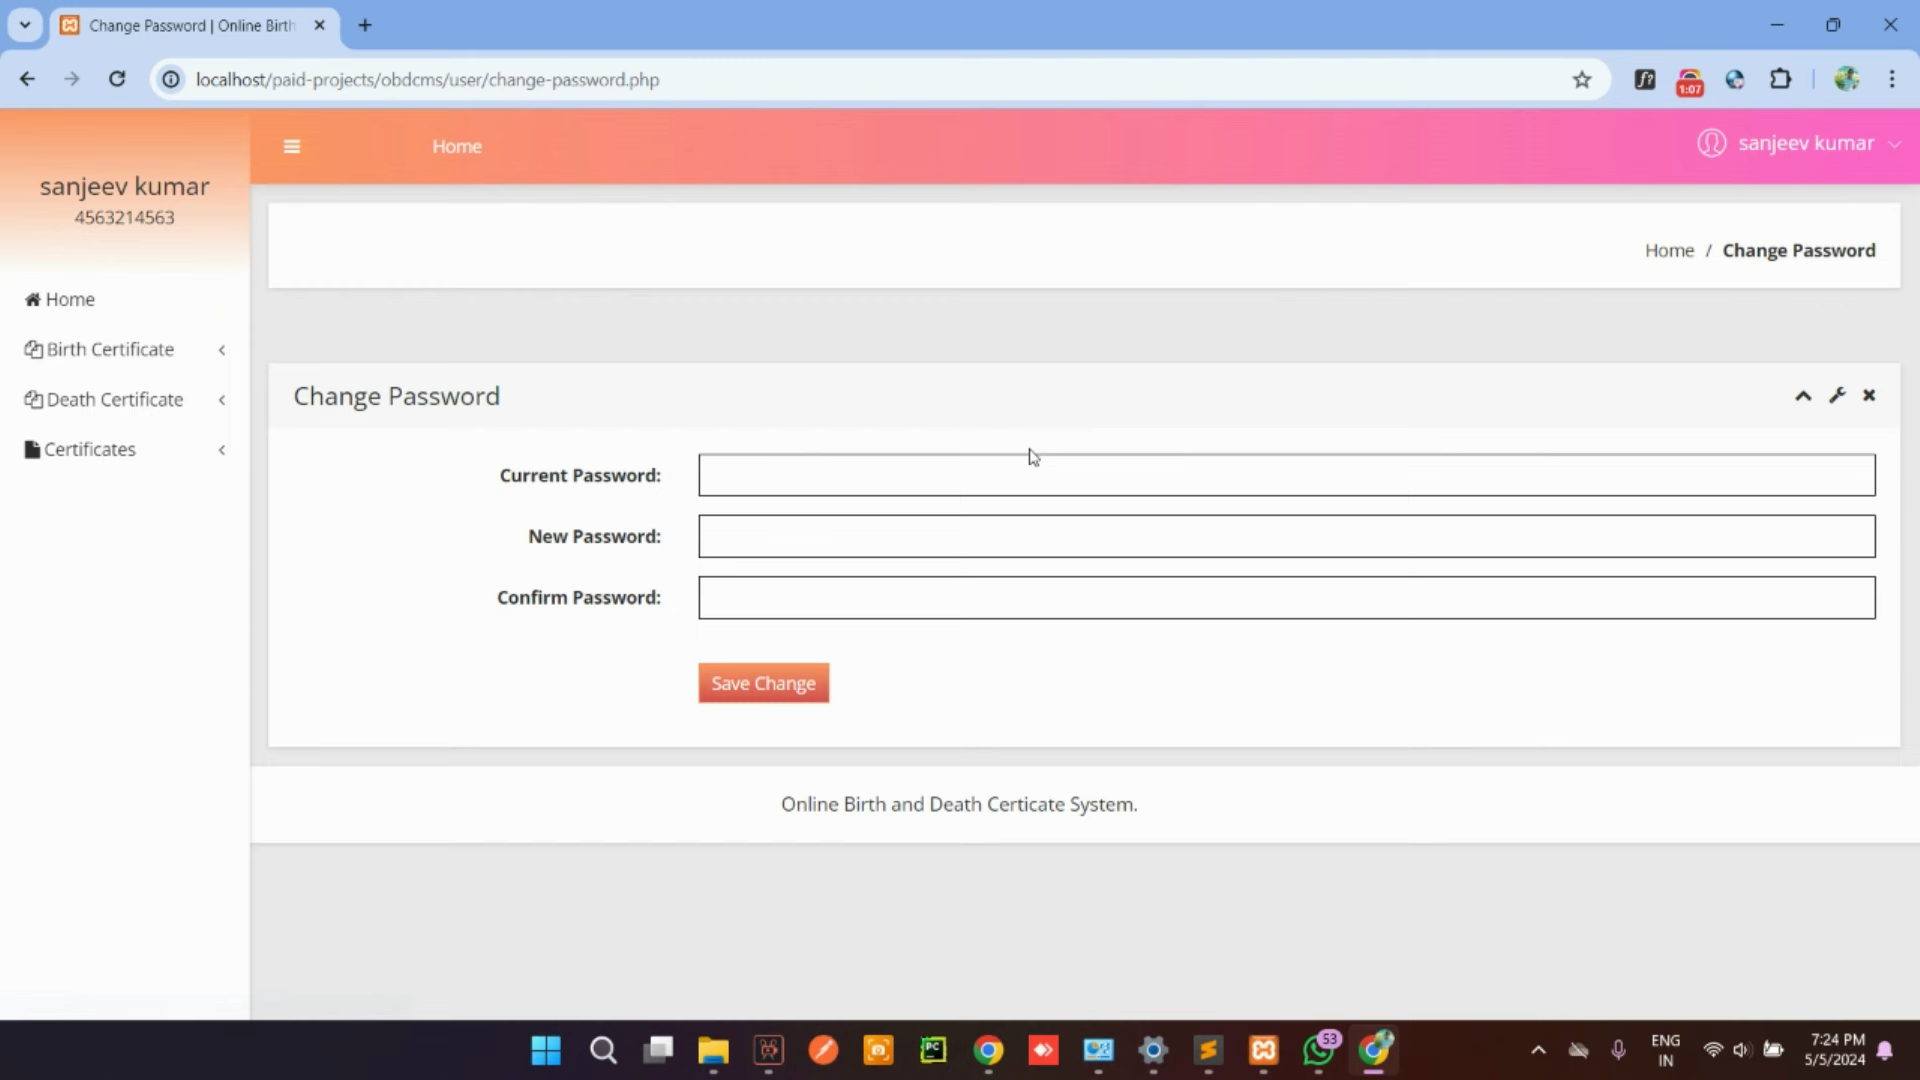 Change Password | Online Birth
localhost/paid-projects/obdcms/user/change-password.php
f?
1:07
Home
sanjeev kumar
sanjeev kumar
4563214563
Home / Change Password
Home
Birth Certificate
Death Certificate
Certificates
Change Password
Current Password:
New Password:
Confirm Password:
Save Change
Online Birth and Death Certicate System.
PC
53
ENG
IN
7:24 PM
5/5/2024